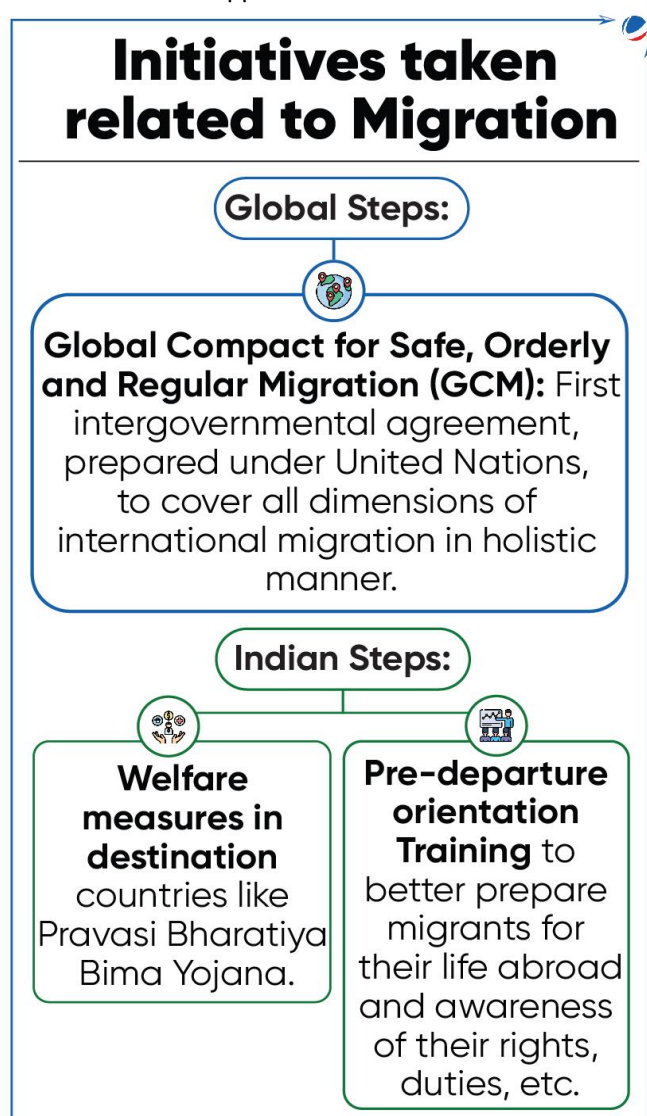 Initiatives taken
related to Migration
Global Steps:
Global Compact for Safe, Orderly
and Regular Migration (GCM): First
intergovernmental agreement,
prepared under United Nations,
to cover all dimensions of
international migration in holistic
manner.
Indian Steps:
Welfare
measures in
destination
countries like
Pravasi Bharatiya
Bima Yojana.
Pre-departure
orientation
Training to
better prepare
migrants for
their life abroad
and awareness
of their rights,
duties, etc.